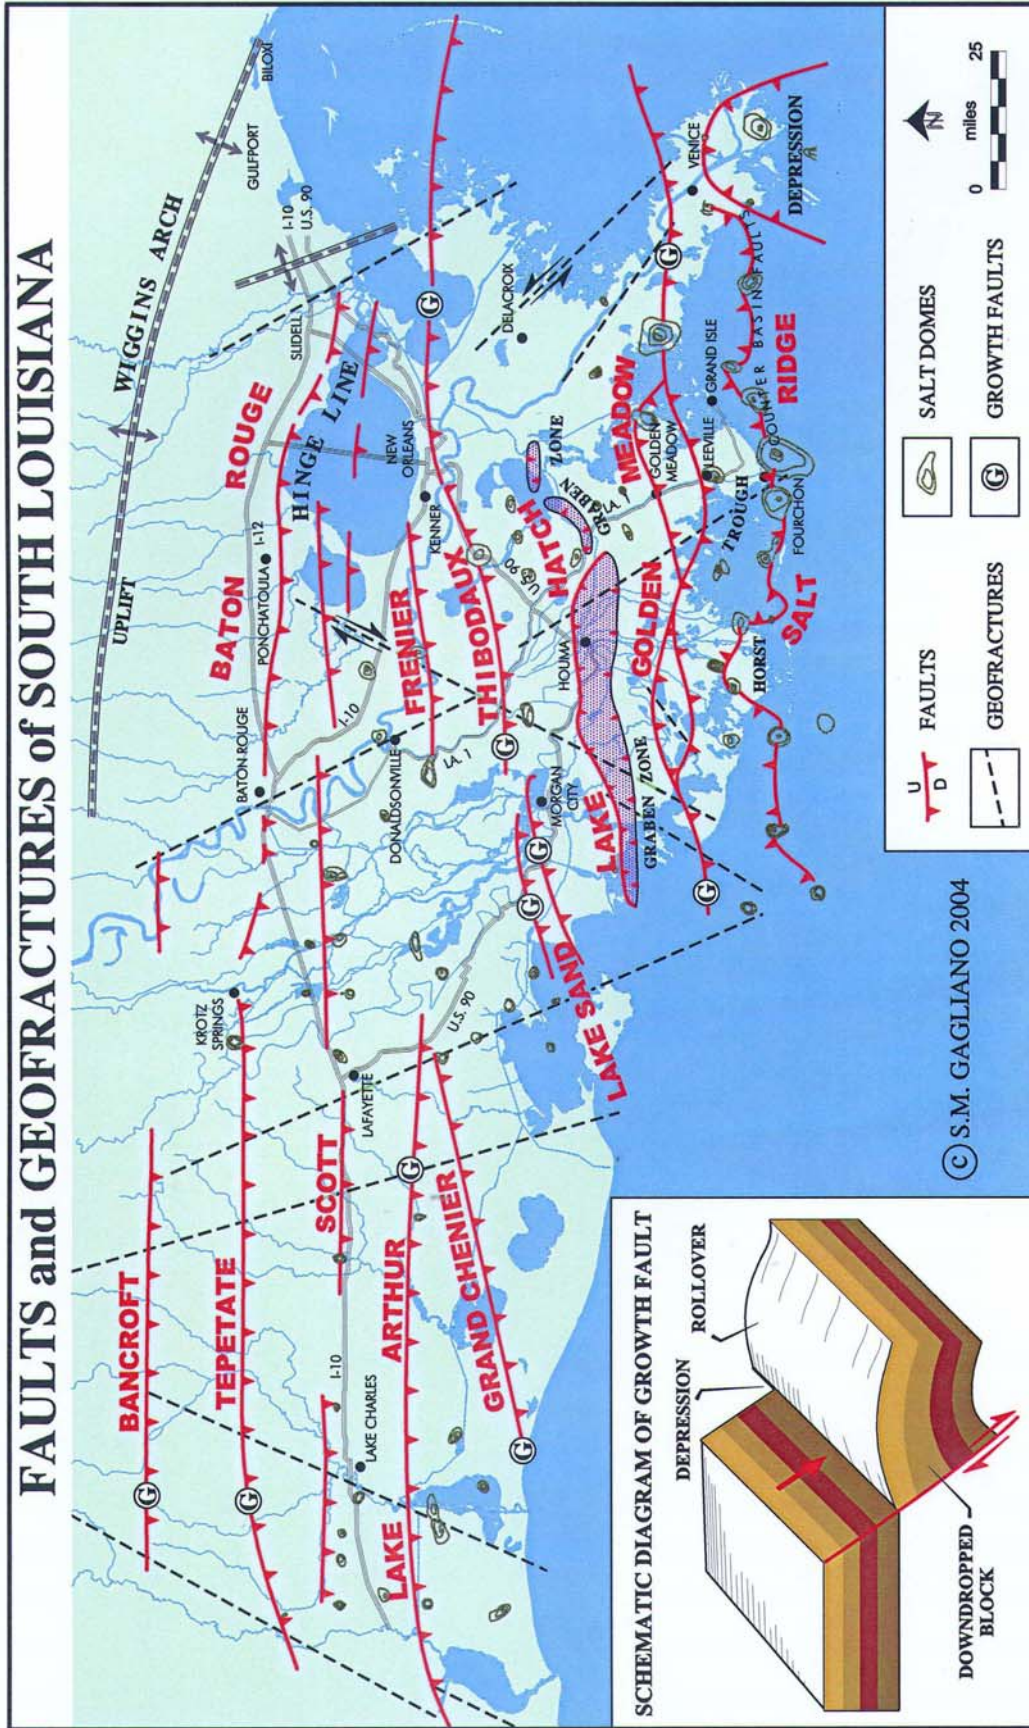 FAULTS and GEOFRACTURES of SOUTH LOUISIANA
WIGGINS ARCH
UPLIFT
BILOXI
GULFPORT
I-10
U.S. 90
SLIDELL
BATON ROUGE
HINGE LINE
I-12
PONCHATOULA
NEW
ORLEANS
KENNER
BATON ROUGE
KROTZ
SPRINGS
BANCROFT
G
TEPETATE
G
SCOTT
LAFAYETTE
I-10
LAKE CHARLES
LAKE ARTHUR
G
GRAND CHENIER
G
U.S. 90
I-10
DONALDSONVILLE
LA. 1
FRENIER
THIBODAUX
G
G
DELACROIX
U.S. 90
LA. 1
HATCH
GRABEN
ZONE
HOUMA
MORGAN
CITY
G
G
LAKE SAND
LAKE
GRABEN ZONE
GOLDEN MEADOW
G
G
GOLDEN
MEADOW
LEEVILLE
GRAND ISLE
VENICE
DEPRESSION
COUNTER BASIN FAULTS
TROUGH
FOURCHON
HORST
SALT RIDGE
SCHEMATIC DIAGRAM OF GROWTH FAULT
DEPRESSION
ROLLOVER
DOWNDROPPED
BLOCK
© S.M. GAGLIANO 2004
U
D
FAULTS
SALT DOMES
GEOFRACTURES
G
GROWTH FAULTS
N
miles
0
25